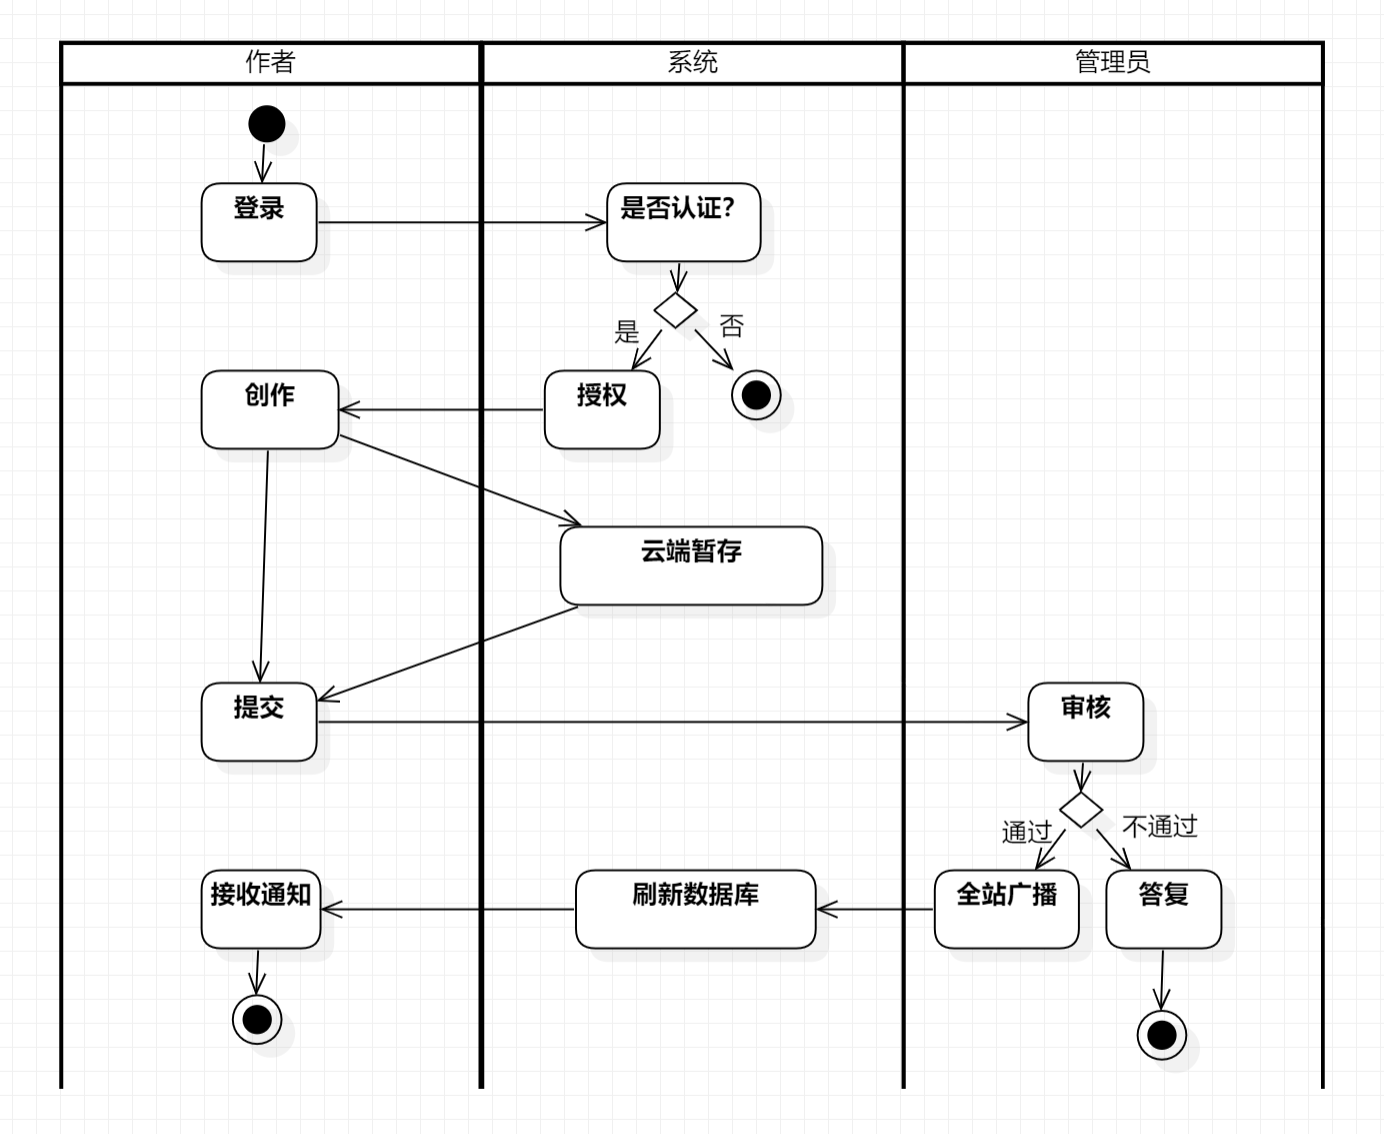 作者
系统
管理员
登录
是否认证?
是
否
创作
授权
云端暂存
提交
审核
通过
不通过
接收通知
刷新数据库
全站广播
答复